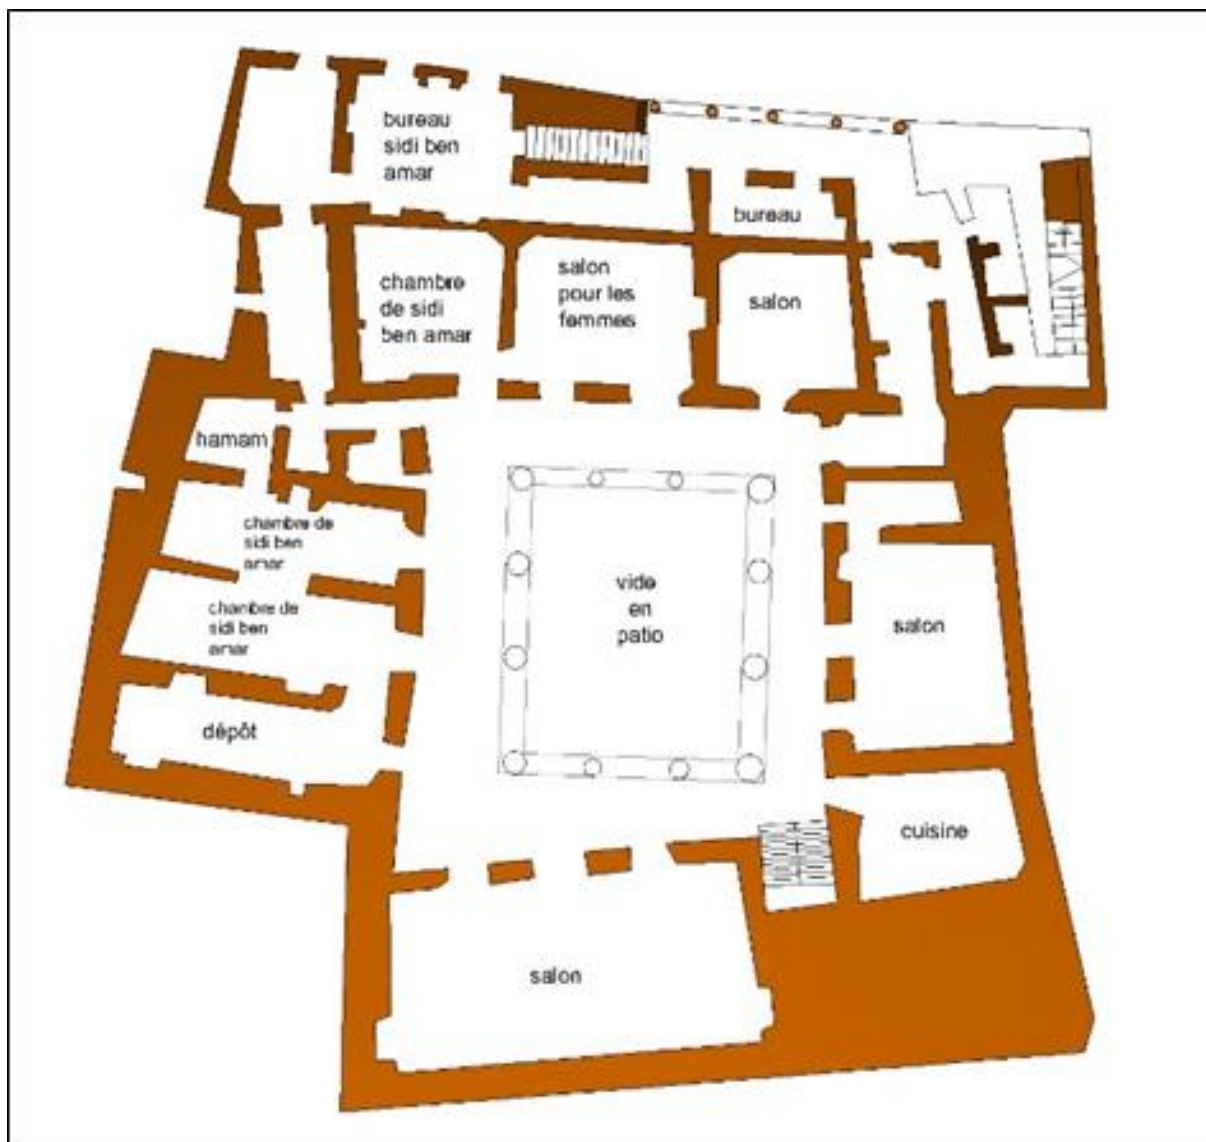 bureau
sidi ben
amar
bureau
chambre
de sidi
ben amar
salon
pour les
femmes
salon
hamam
chambre de
sidi ben
amar
chambre de
sidi ben
amar
vide
en
patio
salon
dépôt
cuisine
salon